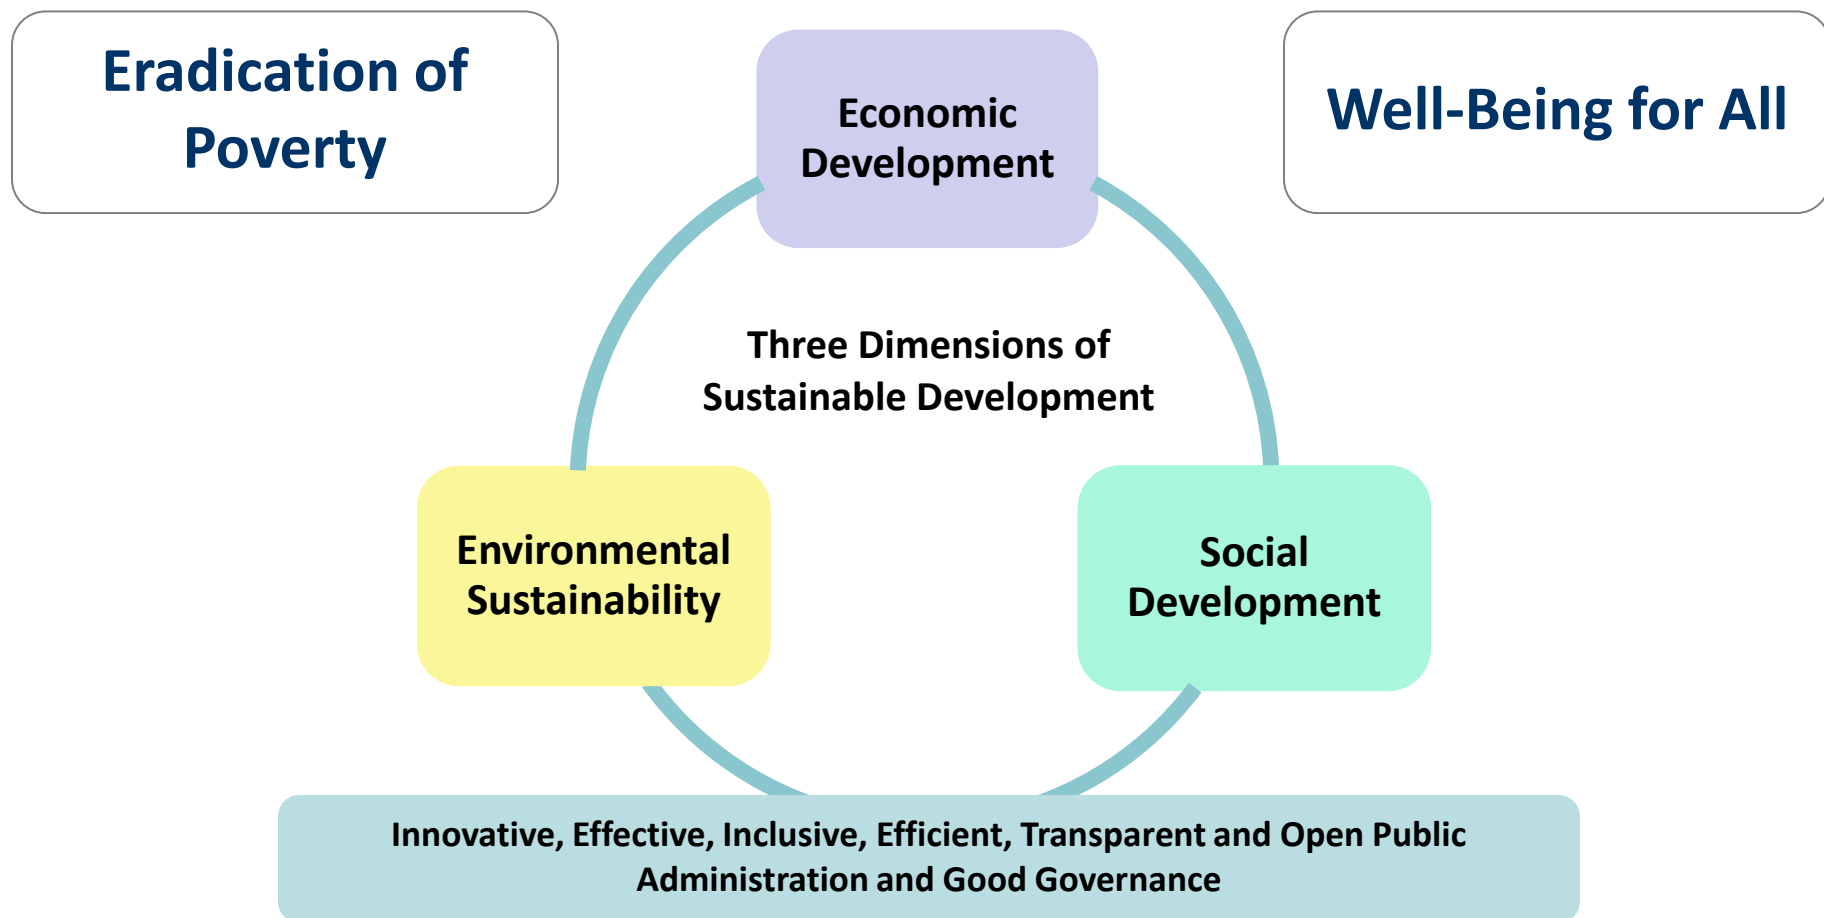 Eradication of
Poverty
Economic
Development
Well-Being for All
Three Dimensions of
Sustainable Development
Environmental
Sustainability
Social
Development
Innovative, Effective, Inclusive, Efficient, Transparent and Open Public
Administration and Good Governance